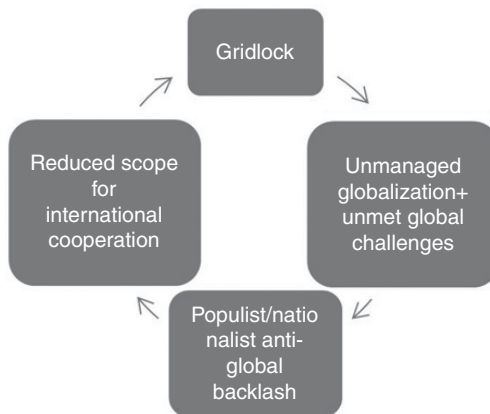 Gridlock
Reduced scope
for
international
cooperation
Unmanaged
globalization+
unmet global
challenges
Populist/natio
nalist anti-
global
backlash